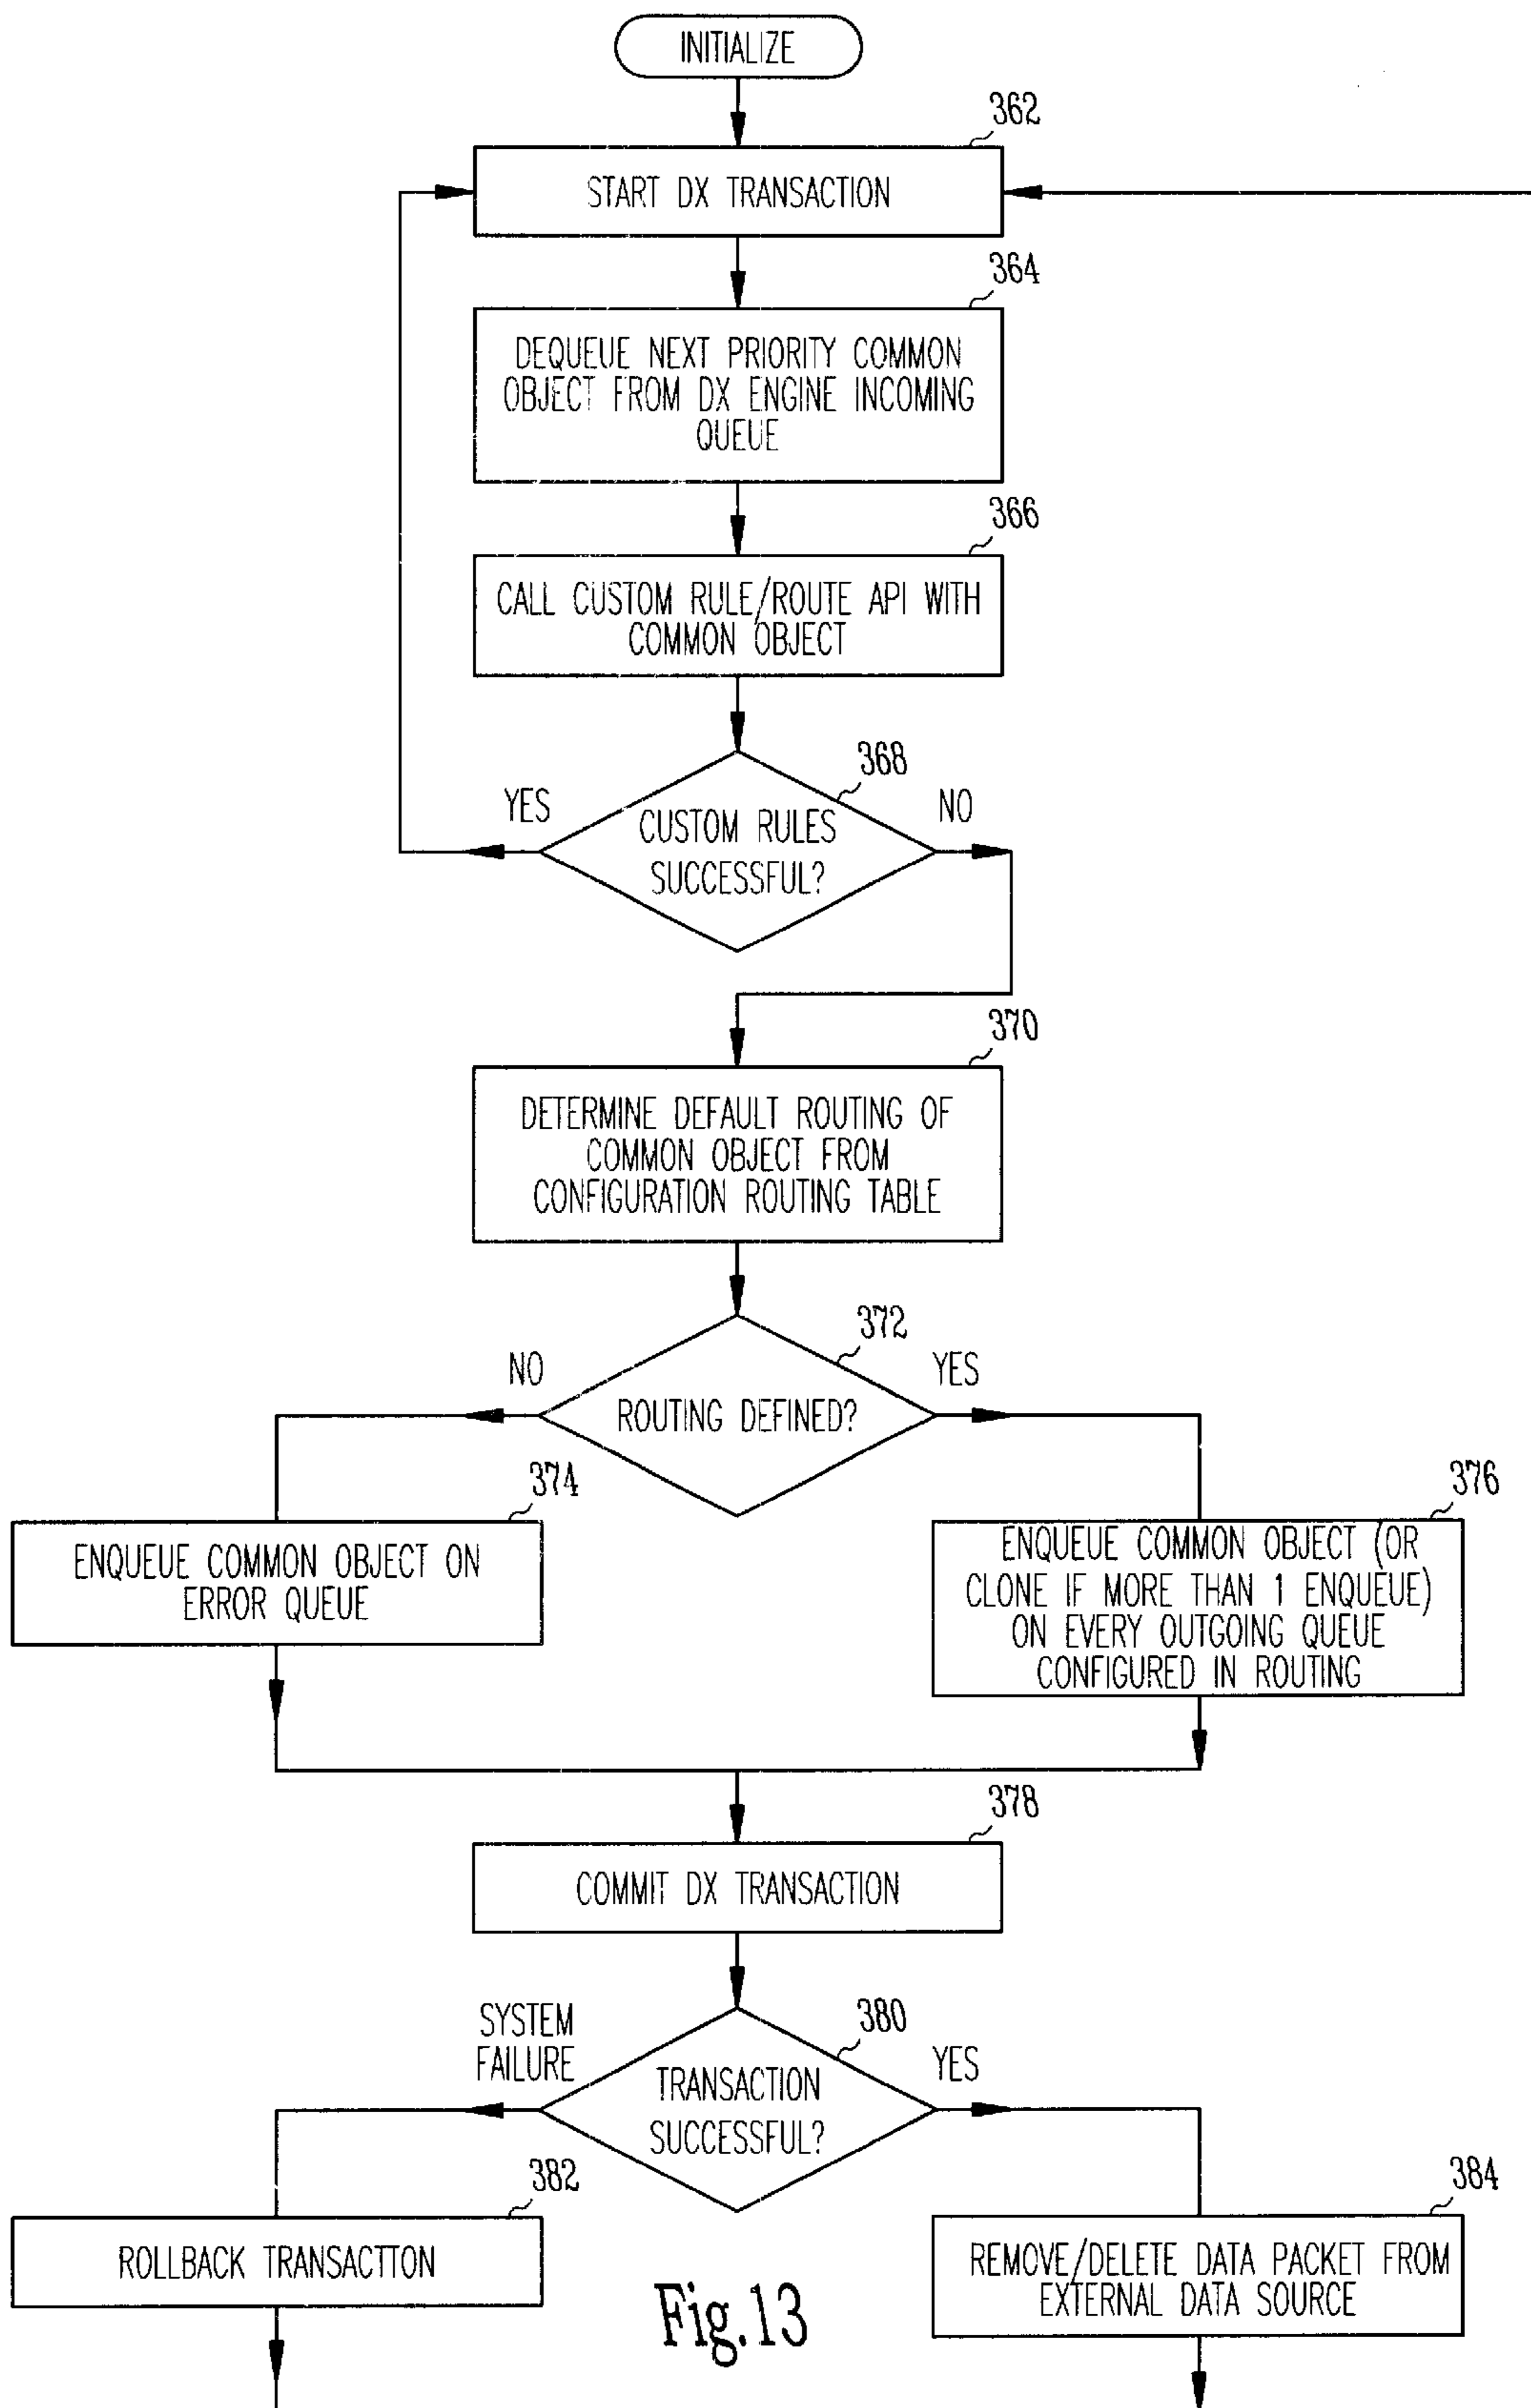 INITIALIZE
362
START DX TRANSACTION
364
DEQUEUE NEXT PRIORITY COMMON
OBJECT FROM DX ENGINE INCOMING
QUEUE
366
CALL CUSTOM RULE/ROUTE API WITH
COMMON OBJECT
368
YES
NO
CUSTOM RULES
SUCCESSFUL?
370
DETERMINE DEFAULT ROUTING OF
COMMON OBJECT FROM
CONFIGURATION ROUTING TABLE
372
NO
YES
ROUTING DEFINED?
374
376
ENQUEUE COMMON OBJECT ON
ERROR QUEUE
ENQUEUE COMMON OBJECT (OR
CLONE IF MORE THAN 1 ENQUEUE)
ON EVERY OUTGOING QUEUE
CONFIGURED IN ROUTING
378
COMMIT DX TRANSACTION
380
SYSTEM
FAILURE
YES
TRANSACTION
SUCCESSFUL?
382
384
ROLLBACK TRANSACTTON
REMOVE/DELETE DATA PACKET FROM
EXTERNAL DATA SOURCE
Fig.13